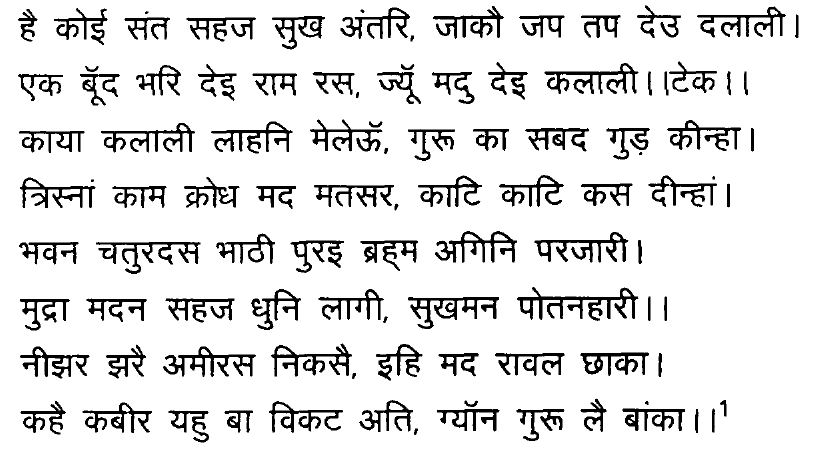 है कोई संत सहज सुख अंतरि, जाकौ जप तप देउ दलाली।
एक बूॅद भरि देइ राम रस, ज्यूॅ मदु देइ कलाली।।टेक।।
काया कलाली लाहनि मेलेऊॅ, गुरू का सबद गुड़ कीन्हा।
त्रिस्नां काम क्रोध मद मतसर, काटि काटि कस दीन्हां।
भवन चतुरदस भाठी पुरइ ब्रह्म अगिनि परजारी।
मुद्रा मदन सहज धुनि लागी, सुखमन पोतनहारी।।
नीझर झरै अमीरस निकसै, इहि मद रावल छाका।
कहै कबीर यहु बा विकट अति, ग्यॉन गुरू लै बांका।।1